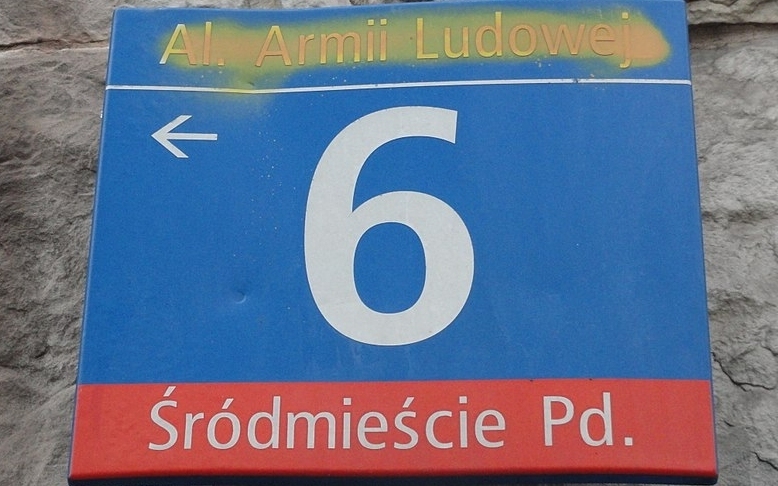 Al. Armii Ludowej
← 6
Śródmieście Pd.